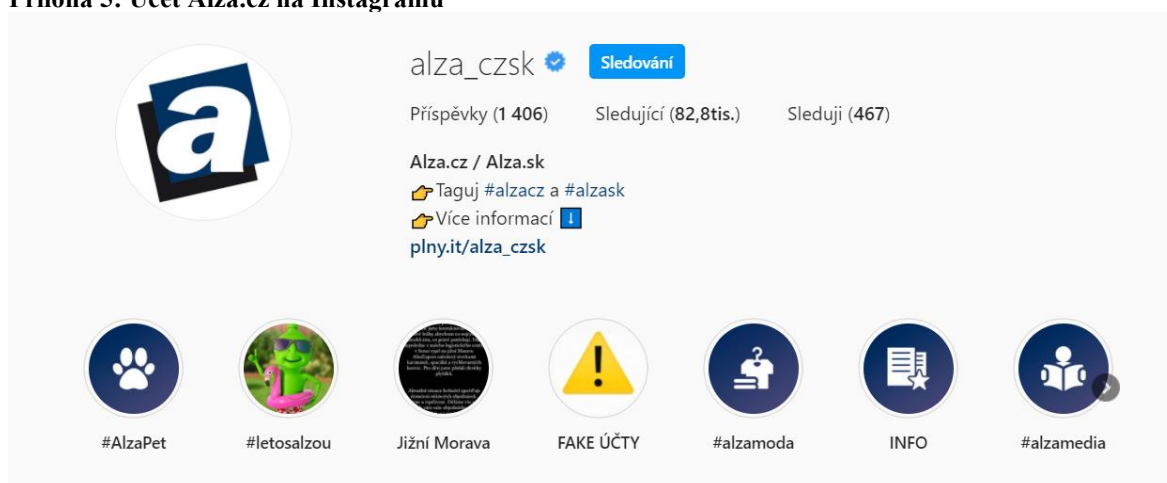 Příloha 5: Účet Alza.cz na Instagramu
a
alza_czsk Sledování
Příspěvky (1 406) Sledující (82,8tis.) Sleduji (467)
Alza.cz / Alza.sk
👉Taguj #alzacz a #alzask
👉Více informací ⬇
plny.it/alza_czsk
#AlzaPet #letosalzou Jižní Morava FAKE ÚČTY #alzamoda INFO #alzamedia